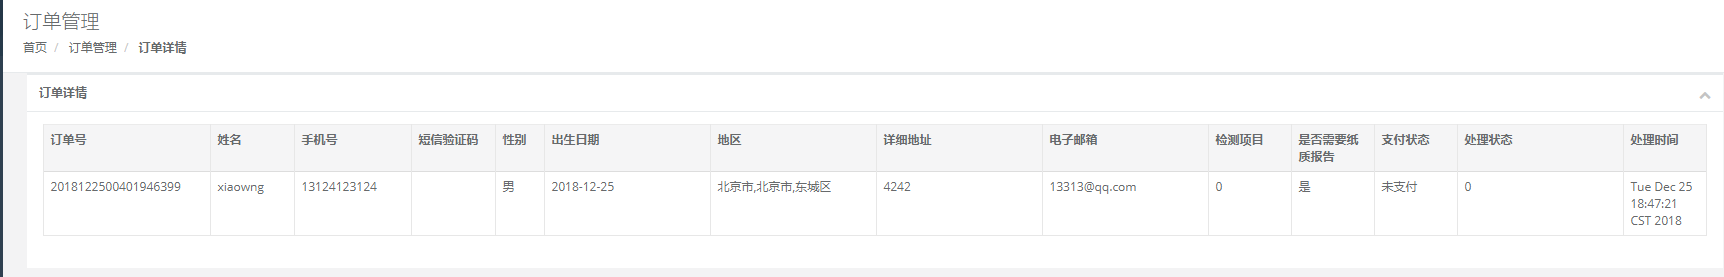 订单管理
首页 / 订单管理 / 订单详情
订单详情
订单号 姓名 手机号 短信验证码 性别 出生日期 地区 详细地址 电子邮箱 检测项目 是否需要纸质报告 支付状态 处理状态 处理时间
2018122500401946399 xiaowng 13124123124 男 2018-12-25 北京市,北京市,东城区 4242 13313@qq.com 0 是 未支付 0 Tue Dec 25 18:47:21 CST 2018